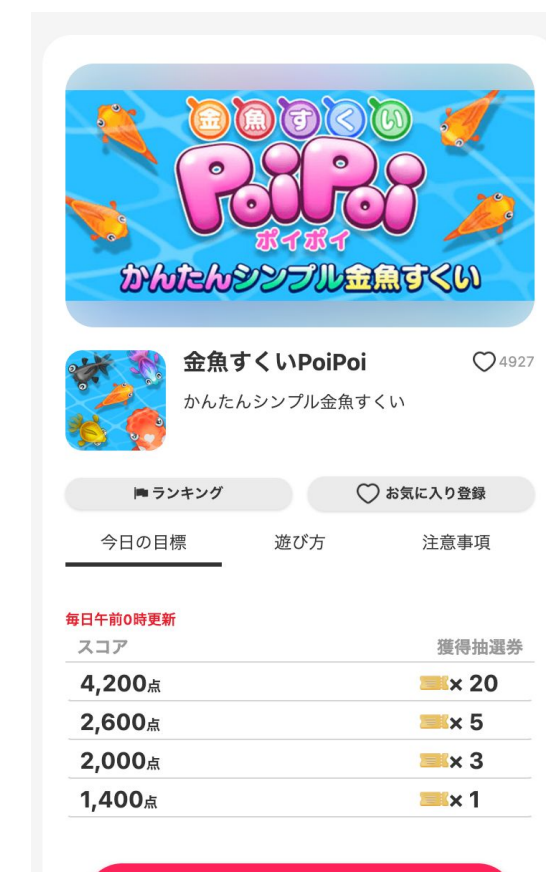 金魚すくい
PoiPoi
ポイポイ
かんたんシンプル金魚すくい
金魚すくいPoiPoi
4927
かんたんシンプル金魚すくい
ランキング
お気に入り登録
今日の目標 遊び方 注意事項
毎日午前0時更新
スコア 獲得抽選券
4,200点 × 20
2,600点 × 5
2,000点 × 3
1,400点 × 1